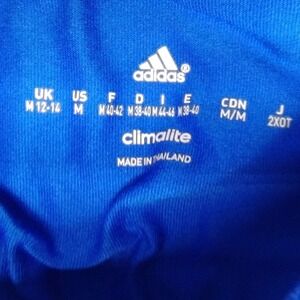 adidas®
UK US F D I E CDN J
M 12-14 M M 40-42 M 38-40 M 44-46 M 38-40 M/M 2XOT
climalite
MADE IN THAILAND